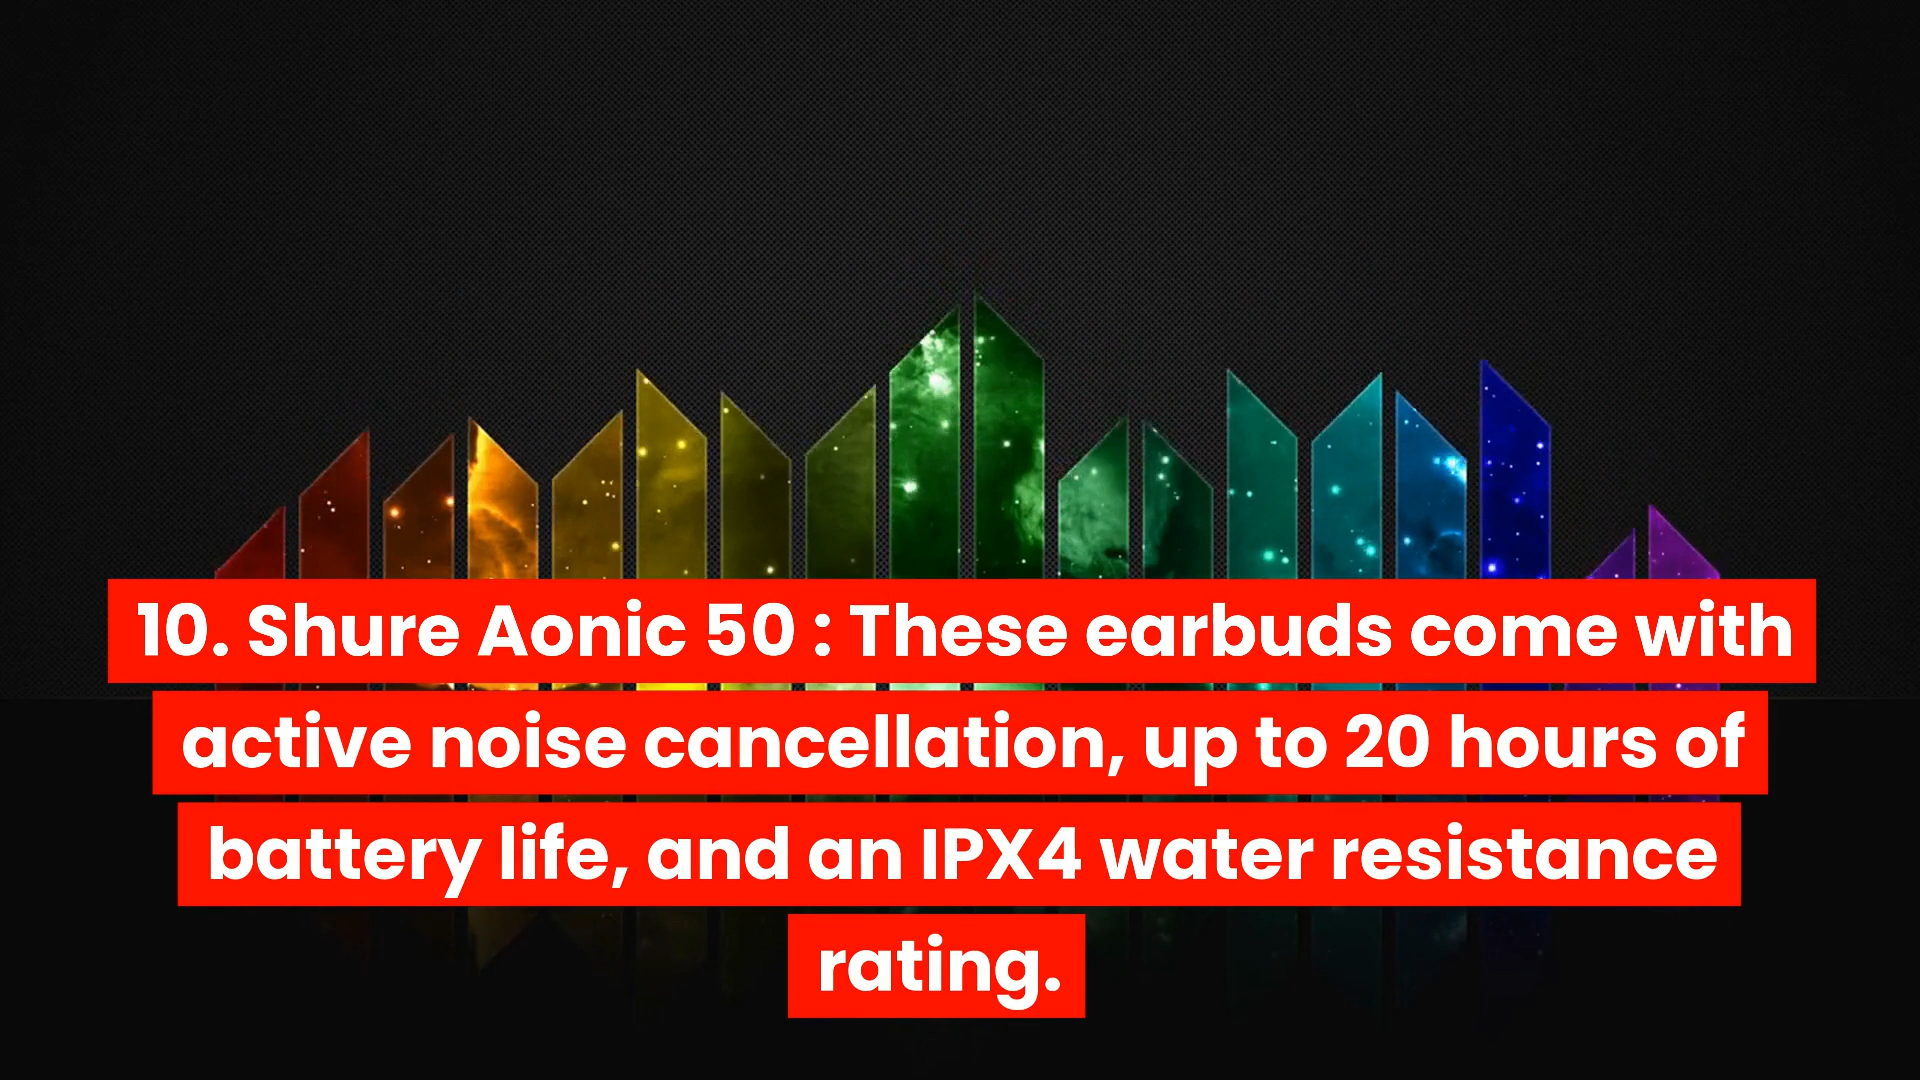 10. Shure Aonic 50 : These earbuds come with
active noise cancellation, up to 20 hours of
battery life, and an IPX4 water resistance
rating.